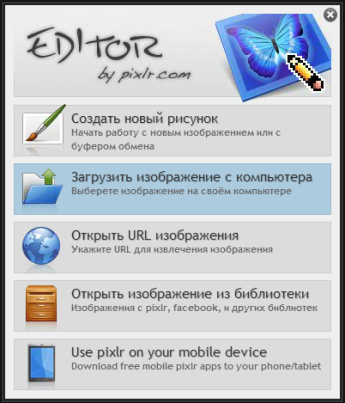 EDITOR
by pixlr.com
Создать новый рисунок
Начать работу с новым изображением или с
буфером обмена
Загрузить изображение с компьютера
Выберете изображение на своём компьютере
Открыть URL изображения
Укажите URL для извлечения изображения
Открыть изображение из библиотеки
Изображения с pixlr, facebook, и других библиотек
Use pixlr on your mobile device
Download free mobile pixlr apps to your phone/tablet